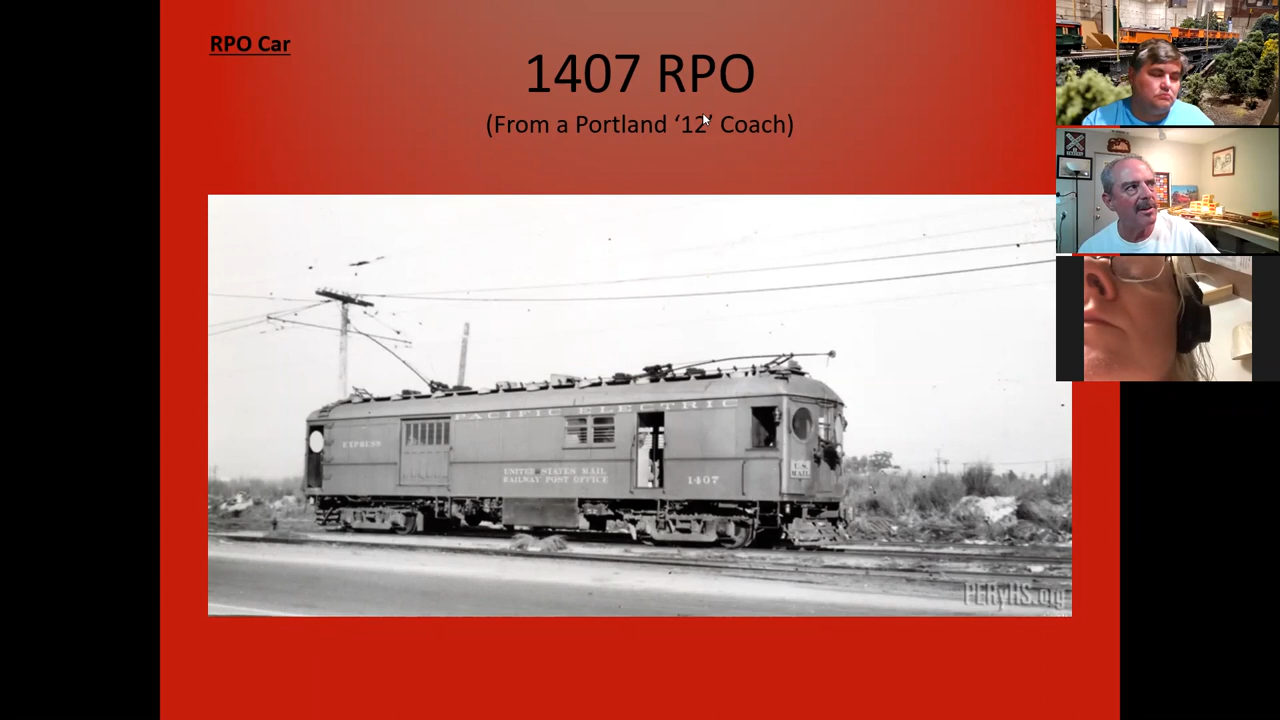 RPO Car
1407 RPO
(From a Portland ‘12’ Coach)
PACIFIC ELECTRIC
EXPRESS
UNITED STATES MAIL
RAILWAY POST OFFICE
1407
U.S.
MAIL
PERyHS.org